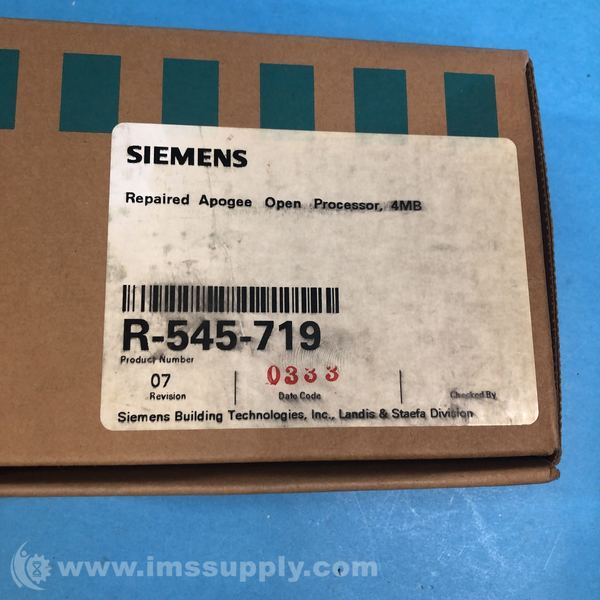 SIEMENS
Repaired Apogee Open Processor, 4MB
R-545-719
Product Number
07 0333
Revision Date Code Checked By
Siemens Building Technologies, Inc., Landis & Staefa Division
www.imssupply.com